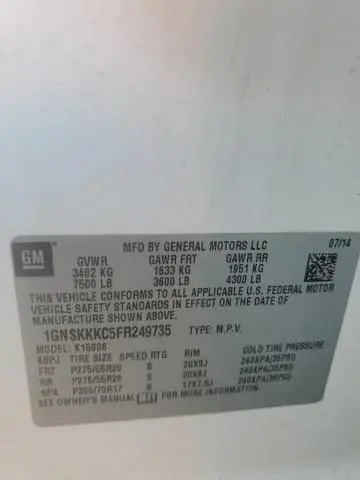 GM
MFD BY GENERAL MOTORS LLC 07/14
GVWR GAWR FRT GAWR RR
3402 KG 1633 KG 1951 KG
7500 LB 3600 LB 4300 LB
THIS VEHICLE CONFORMS TO ALL APPLICABLE U.S. FEDERAL MOTOR
VEHICLE SAFETY STANDARDS IN EFFECT ON THE DATE OF
MANUFACTURE SHOWN ABOVE.
1GNSKKKC5FR249735 TYPE: M.P.V.
MODEL: K15906
KBPJ TIRE SIZE SPEED RTG RIM COLD TIRE PRESSURE
FRT P275/55R20 S 20X9J 240KPA(35PSI)
RR P275/55R20 S 20X9J 240KPA(35PSI)
SPA P265/70R17 S 17X7.5J 240KPA(35PSI)
SEE OWNER'S MANUAL FOR ADDITIONAL INFORMATION.